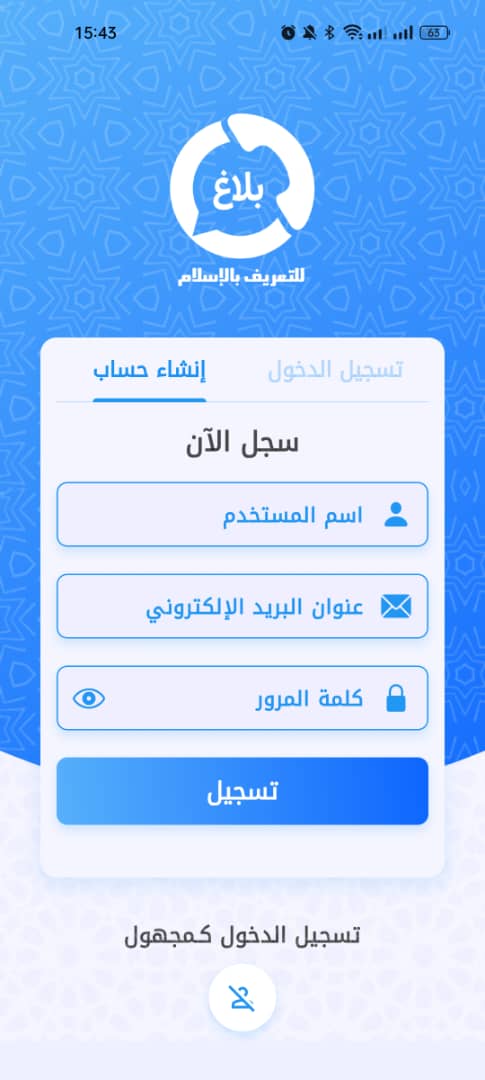 15:43
63
بلاغ
للتعريف بالإسلام
تسجيل الدخول
إنشاء حساب
سجل الآن
اسم المستخدم
عنوان البريد الإلكتروني
كلمة المرور
تسجيل
تسجيل الدخول كمجهول